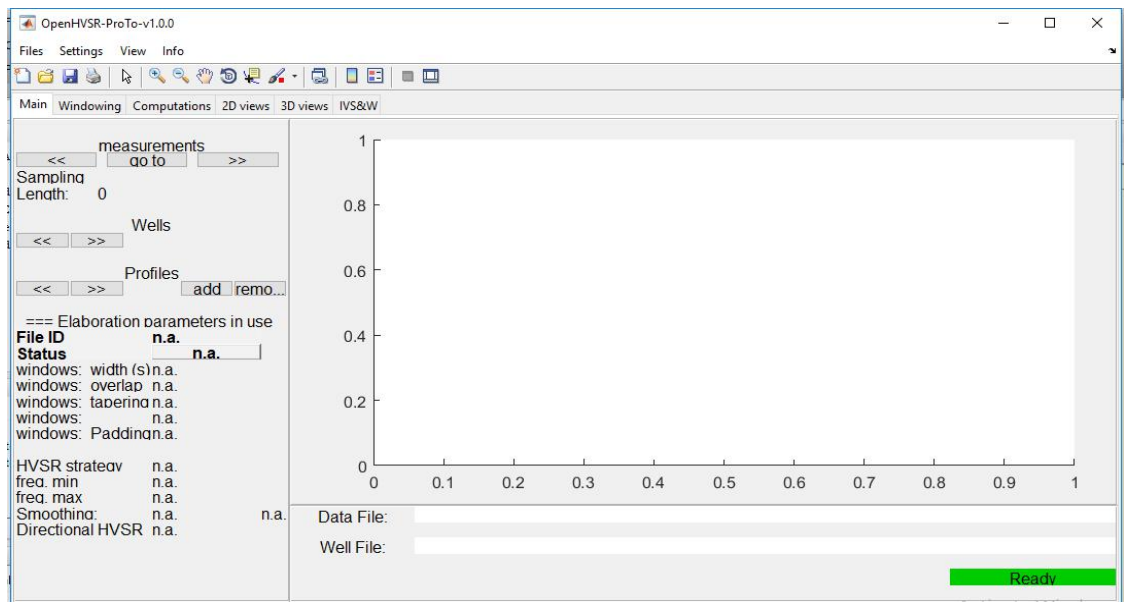 OpenHVSR-ProTo-v1.0.0
Files Settings View Info
Main Windowing Computations 2D views 3D views IVS&W
measurements
<< go to >>
Sampling
Length: 0
Wells
<< >>
Profiles
<< >> add remo...
=== Elaboration parameters in use
File ID n.a.
Status n.a.
windows: width (s) n.a.
windows: overlap n.a.
windows: tapering n.a.
windows: n.a.
windows: Padding n.a.
HVSR strategy n.a.
freq. min n.a.
freq. max n.a.
Smoothing: n.a. n.a.
Directional HVSR n.a.
1
0.8
0.6
0.4
0.2
0
0 0.1 0.2 0.3 0.4 0.5 0.6 0.7 0.8 0.9 1
Data File:
Well File:
Ready